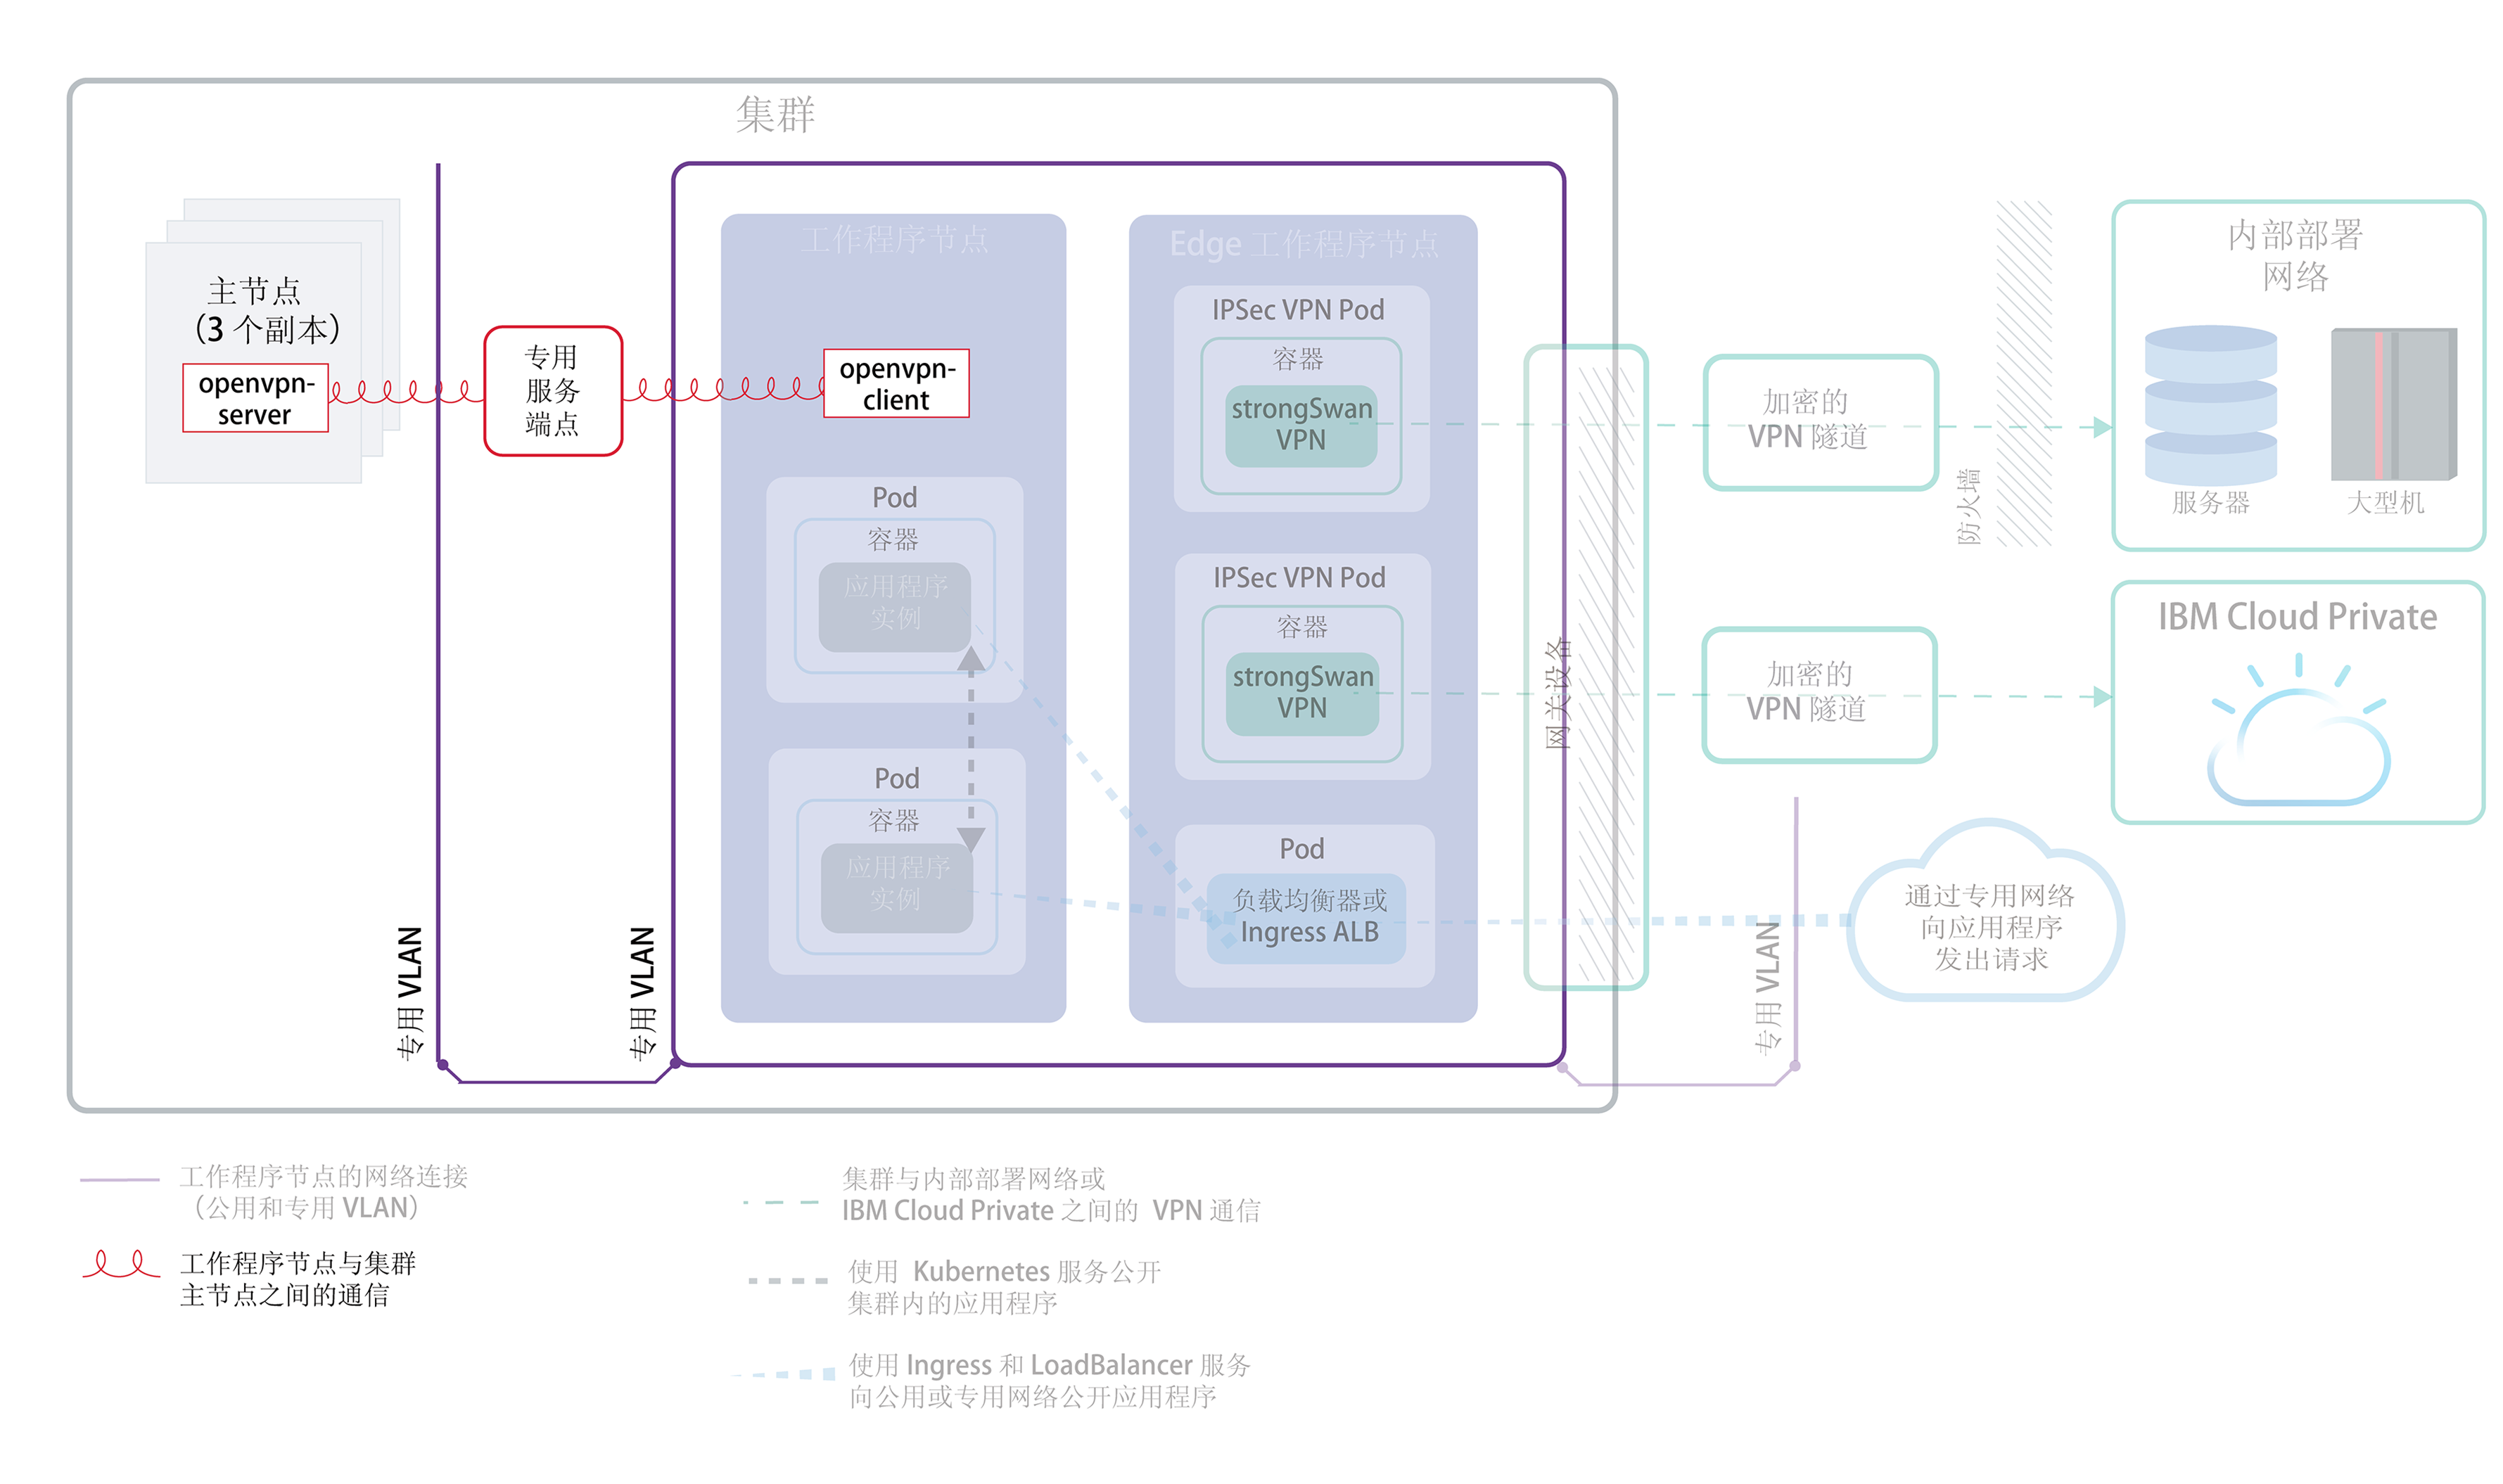 集群
主节点
（3 个副本）
openvpn-
server
专用
服务
端点
专用 VLAN
专用 VLAN
工作程序节点
openvpn-
client
Pod
容器
应用程序
实例
Pod
容器
应用程序
实例
Edge 工作程序节点
IPSec VPN Pod
容器
strongSwan
VPN
IPSec VPN Pod
容器
strongSwan
VPN
Pod
负载均衡器或
Ingress ALB
网关设备
加密的
VPN 隧道
加密的
VPN 隧道
防火墙
专用 VLAN
内部部署
网络
服务器
大型机
IBM Cloud Private
通过专用网络
向应用程序
发出请求
工作程序节点的网络连接
（公用和专用 VLAN）
工作程序节点与集群
主节点之间的通信
集群与内部部署网络或
IBM Cloud Private 之间的 VPN 通信
使用 Kubernetes 服务公开
集群内的应用程序
使用 Ingress 和 LoadBalancer 服务
向公用或专用网络公开应用程序